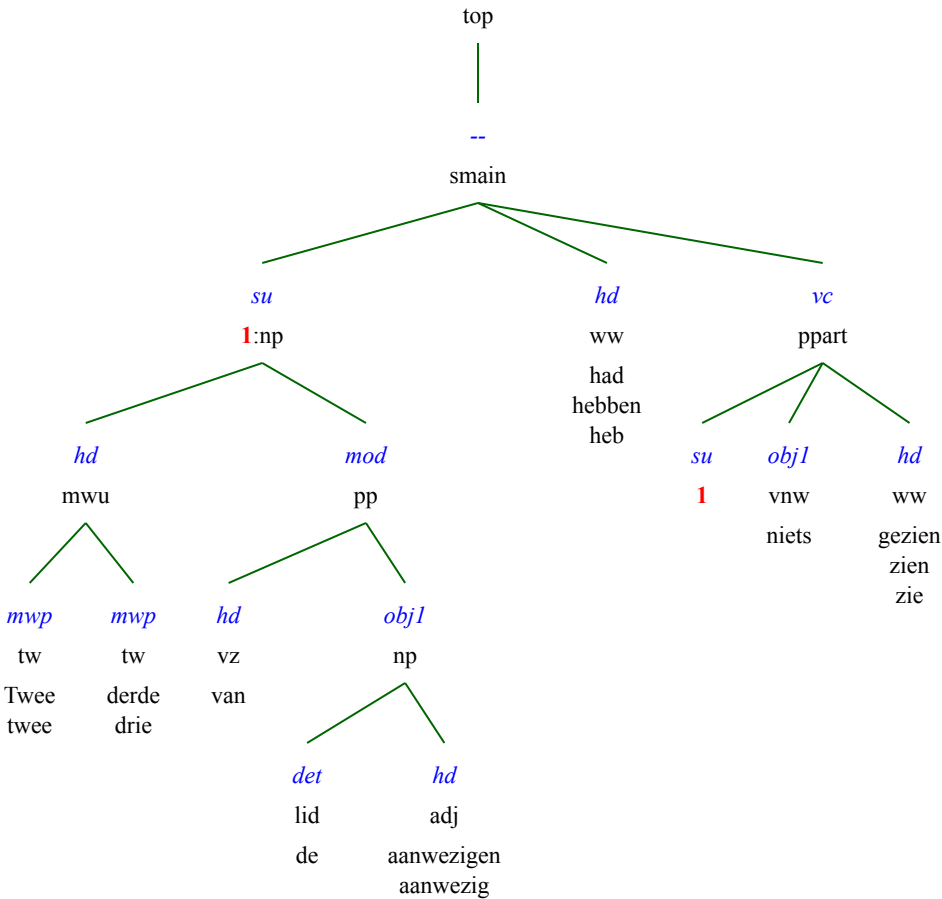 top
--
smain
su hd vc
1:np ww ppart
had
hebben
heb
hd mod su obj1 hd
mwu pp 1 vnw ww
niets gezien
zien
zie
mwp mwp hd obj1
tw tw vz np
Twee derde van
twee drie
det hd
lid adj
de aanwezigen
aanwezig